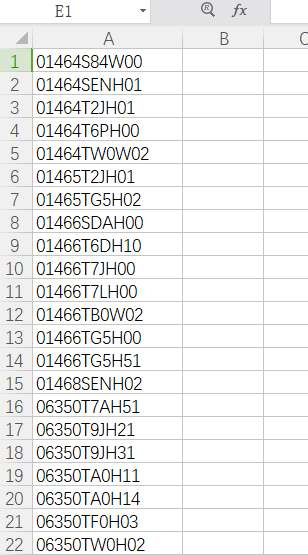 E1 fx
A B C
1 01464S84W00
2 01464SENH01
3 01464T2JH01
4 01464T6PH00
5 01464TW0W02
6 01465T2JH01
7 01465TG5H02
8 01466SDAH00
9 01466T6DH10
10 01466T7JH00
11 01466T7LH00
12 01466TB0W02
13 01466TG5H00
14 01466TG5H51
15 01468SENH02
16 06350T7AH51
17 06350T9JH21
18 06350T9JH31
19 06350TA0H11
20 06350TA0H14
21 06350TF0H03
22 06350TW0H02